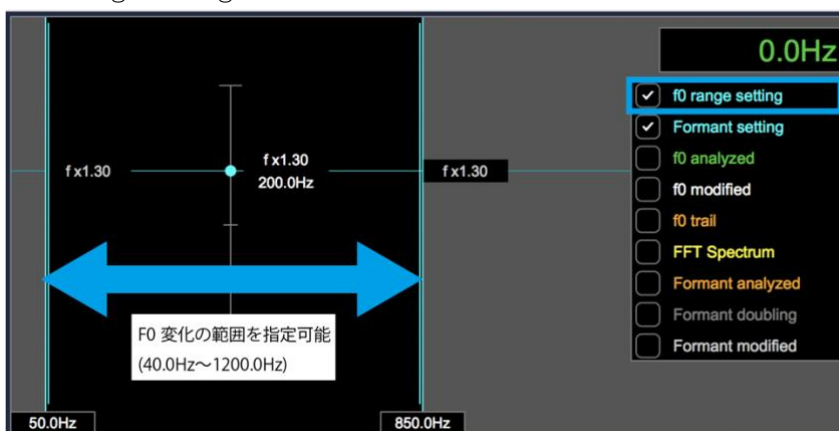 0.0Hz
f0 range setting
Formant setting
f0 analyzed
f0 modified
f0 trail
FFT Spectrum
Formant analyzed
Formant doubling
Formant modified
f x1.30
f x1.30
200.0Hz
f x1.30
F0 変化の範囲を指定可能
(40.0Hz～1200.0Hz)
50.0Hz
850.0Hz